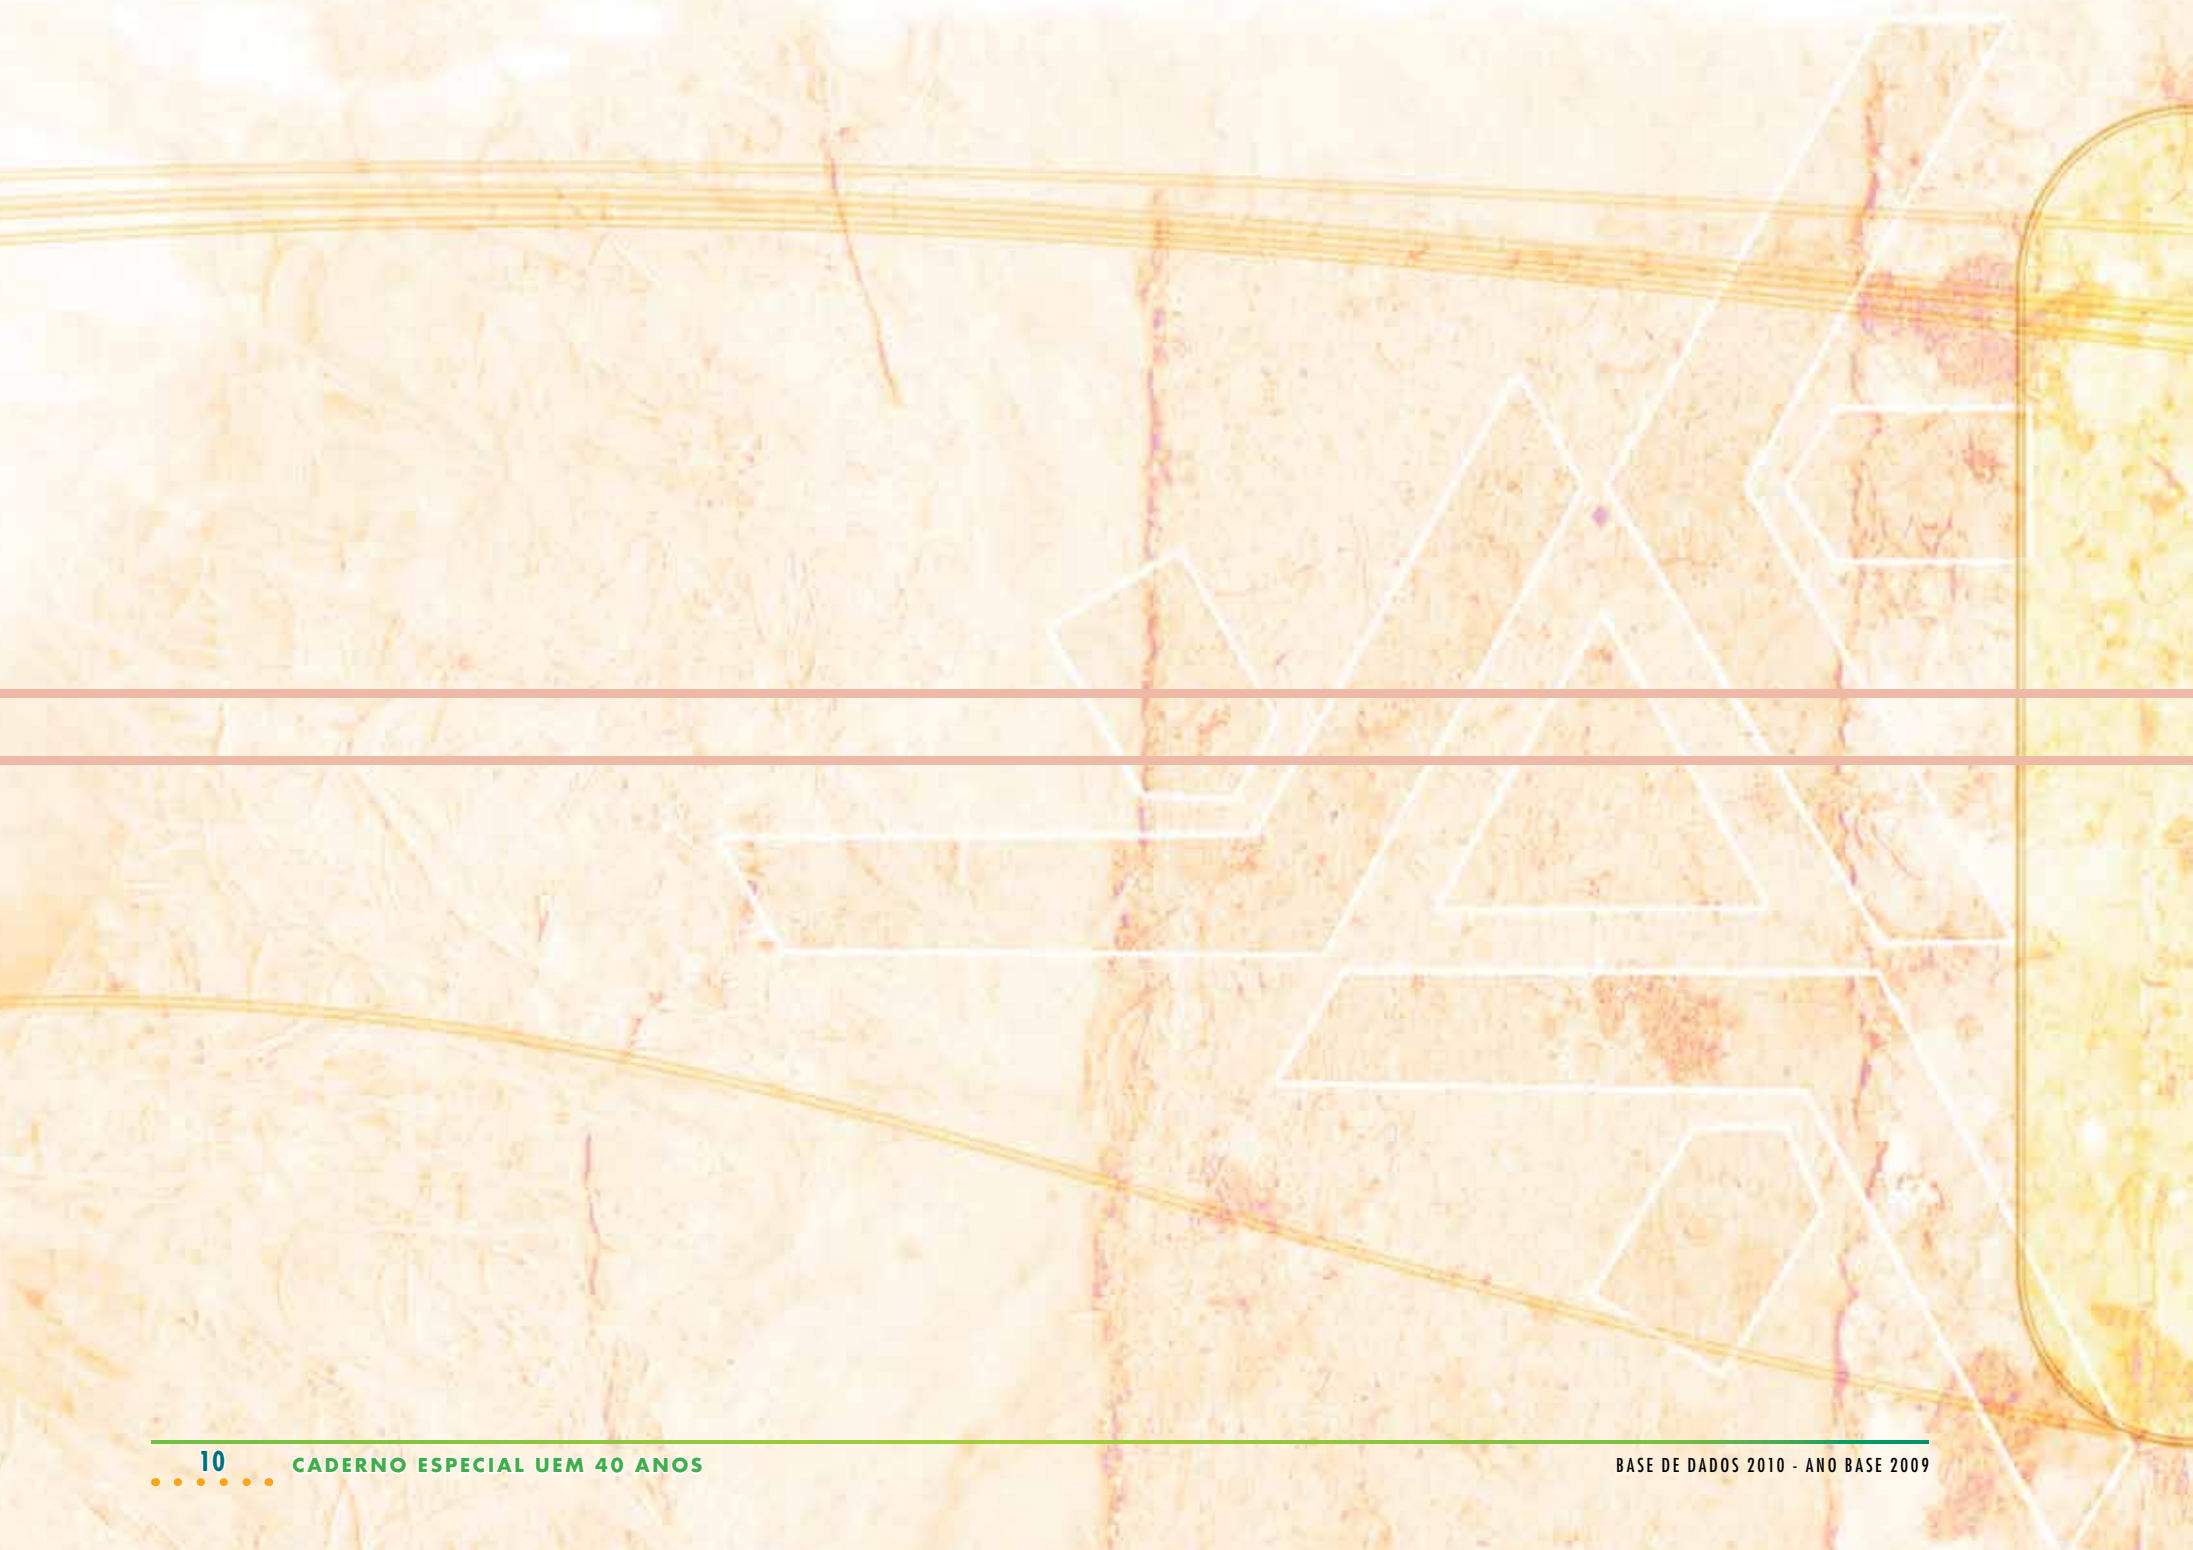 10
CADERNO ESPECIAL UEM 40 ANOS
BASE DE DADOS 2010 - ANO BASE 2009